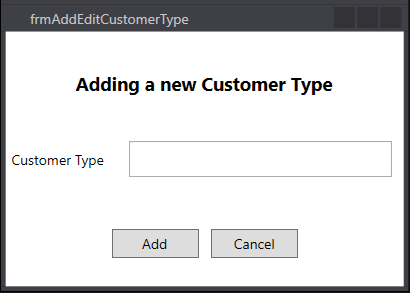 frmAddEditCustomerType
Adding a new Customer Type
Customer Type
Add Cancel